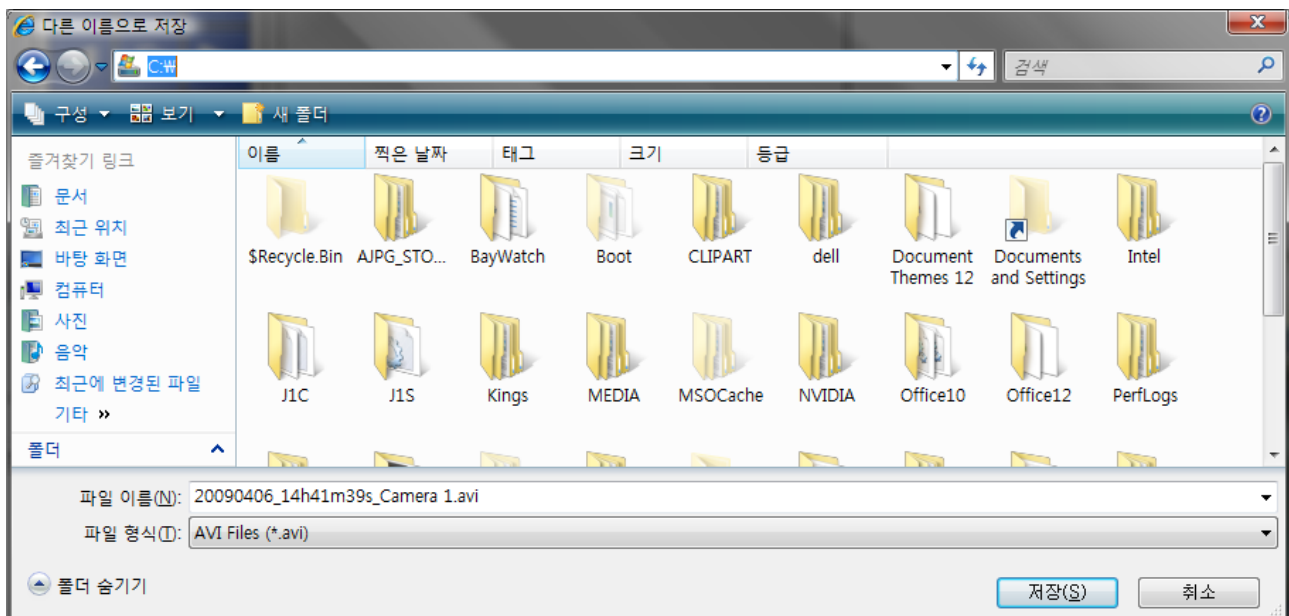 다른 이름으로 저장
C:₩
검색
구성 보기 새 폴더
즐겨찾기 링크
문서
최근 위치
바탕 화면
컴퓨터
사진
음악
최근에 변경된 파일
기타 »
폴더
이름 찍은 날짜 태그 크기 등급
$Recycle.Bin AJPG_STO... BayWatch Boot CLIPART dell Document Themes 12 Documents and Settings Intel
J1C J1S Kings MEDIA MSOCache NVIDIA Office10 Office12 PerfLogs
파일 이름(N): 20090406_14h41m39s_Camera 1.avi
파일 형식(T): AVI Files (*.avi)
폴더 숨기기
저장(S) 취소